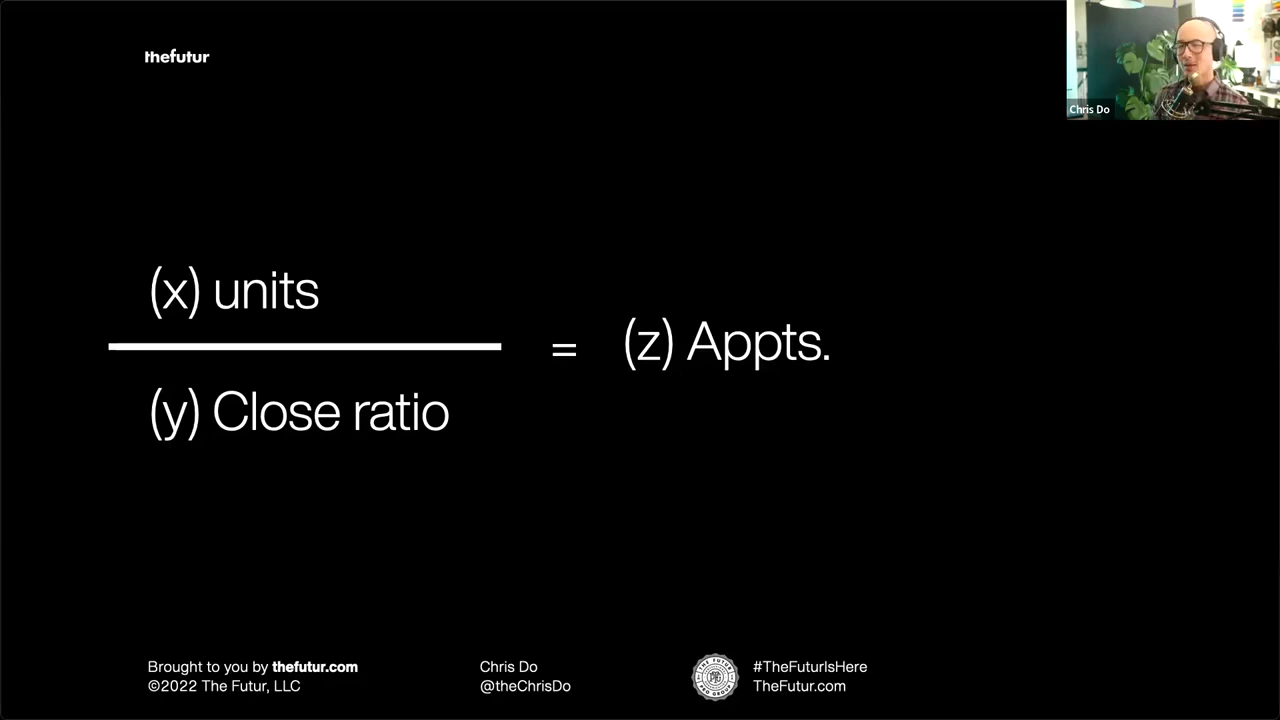 thefutur
Chris Do
(x) units
(y) Close ratio
=
(z) Appts.
Brought to you by thefutur.com
©2022 The Futur, LLC
Chris Do
@theChrisDo
#TheFuturIsHere
TheFutur.com